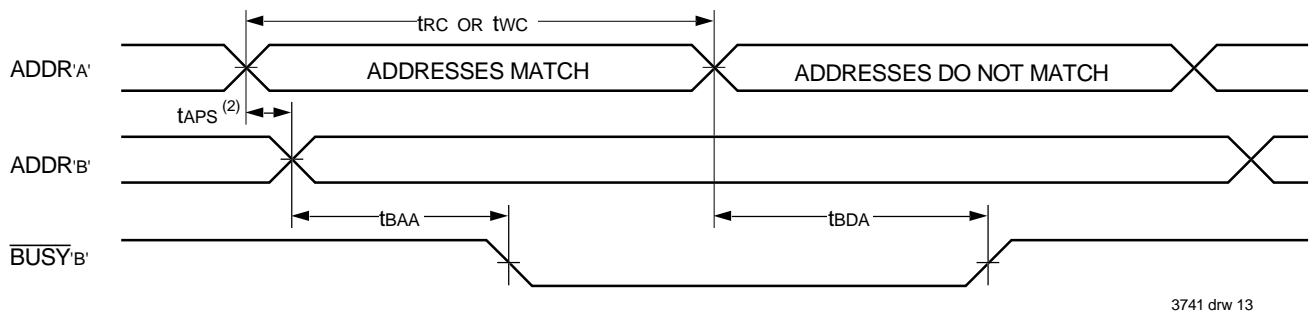 tRC OR tWC
ADDR'A'
ADDRESSES MATCH
ADDRESSES DO NOT MATCH
tAPS (2)
ADDR'B'
tBAA
tBDA
BUSY'B'
3741 drw 13